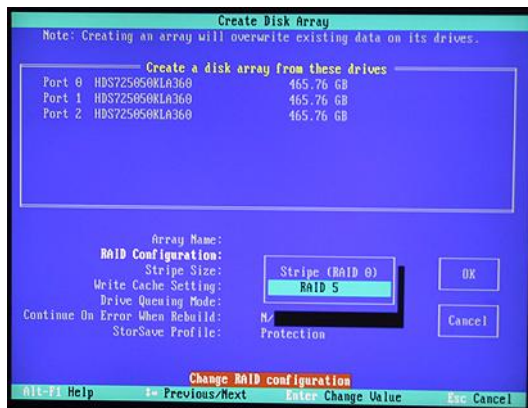 Create Disk Array
Note: Creating an array will overwrite existing data on its drives.
Create a disk array from these drives
Port 0 HDS725050KLA360 465.76 GB
Port 1 HDS725050KLA360 465.76 GB
Port 2 HDS725050KLA360 465.76 GB
Array Name:
RAID Configuration:
Stripe Size:
Write Cache Setting:
Drive Queuing Mode:
Continue On Error When Rebuild:
StorSave Profile:
Stripe (RAID 0)
RAID 5
N/
Protection
OK
Cancel
Change RAID configuration
Alt-F1 Help Previous/Next Enter Change Value Esc Cancel